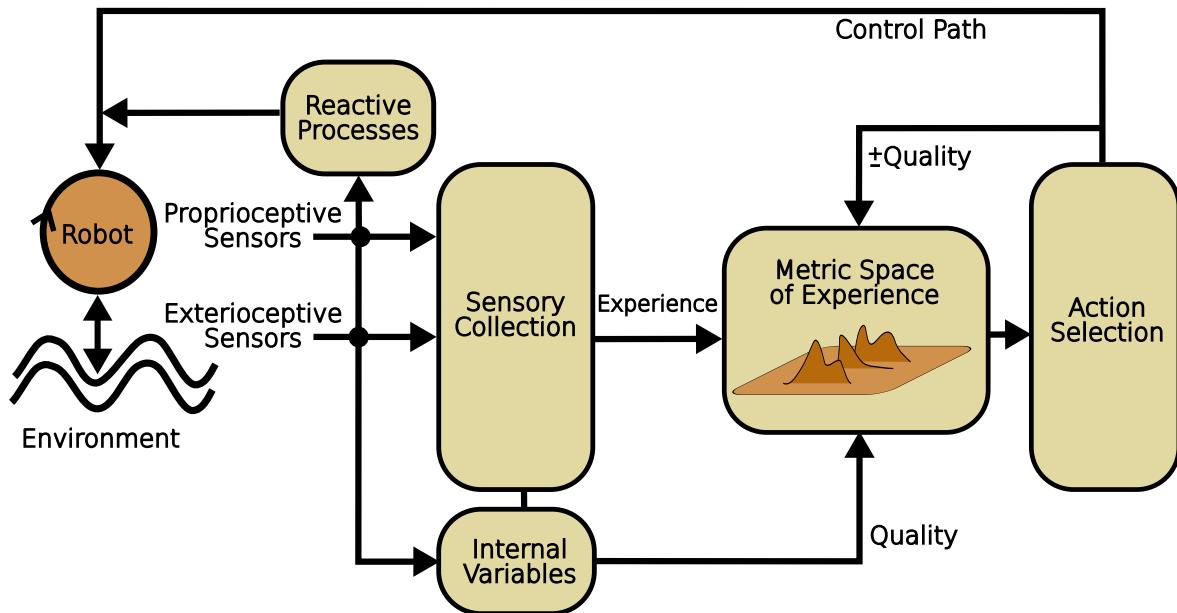 Control Path
Reactive
Processes
±Quality
Proprioceptive
Sensors
Robot
Metric Space
of Experience
Sensory
Collection
Experience
Action
Selection
Exterioceptive
Sensors
Environment
Quality
Internal
Variables